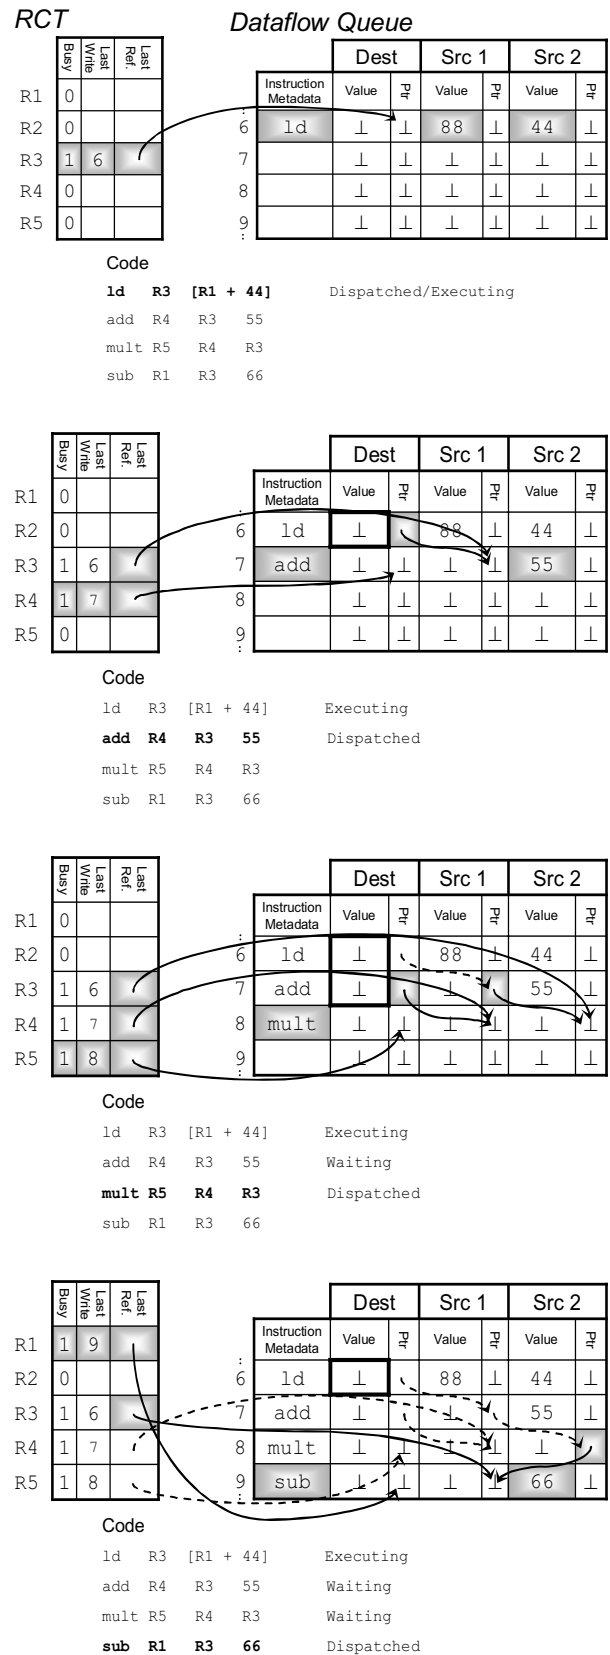 RCT Dataflow Queue
Busy Last Write Last Ref. Dest Src 1 Src 2
Instruction Metadata Value Ptr Value Ptr Value Ptr
R1 0
:
R2 0 6 ld ⊥ ⊥ 88 ⊥ 44 ⊥
R3 1 6 7 ⊥ ⊥ ⊥ ⊥ ⊥ ⊥
R4 0 8 ⊥ ⊥ ⊥ ⊥ ⊥ ⊥
R5 0 9 ⊥ ⊥ ⊥ ⊥ ⊥ ⊥
:
Code
ld R3 [R1 + 44] Dispatched/Executing
add R4 R3 55
mult R5 R4 R3
sub R1 R3 66
Busy Last Write Last Ref. Dest Src 1 Src 2
Instruction Metadata Value Ptr Value Ptr Value Ptr
R1 0
:
R2 0 6 ld ⊥ 88 ⊥ 44 ⊥
R3 1 6 7 add ⊥ ⊥ ⊥ ⊥ 55 ⊥
R4 1 7 8 ⊥ ⊥ ⊥ ⊥ ⊥ ⊥
R5 0 9 ⊥ ⊥ ⊥ ⊥ ⊥ ⊥
:
Code
ld R3 [R1 + 44] Executing
add R4 R3 55 Dispatched
mult R5 R4 R3
sub R1 R3 66
Busy Last Write Last Ref. Dest Src 1 Src 2
Instruction Metadata Value Ptr Value Ptr Value Ptr
R1 0
:
R2 0 6 ld ⊥ 88 ⊥ 44 ⊥
R3 1 6 7 add ⊥ ⊥ 55 ⊥
R4 1 7 8 mult ⊥ ⊥ ⊥ ⊥ ⊥ ⊥
R5 1 8 9 ⊥ ⊥ ⊥ ⊥ ⊥ ⊥
:
Code
ld R3 [R1 + 44] Executing
add R4 R3 55 Waiting
mult R5 R4 R3 Dispatched
sub R1 R3 66
Busy Last Write Last Ref. Dest Src 1 Src 2
Instruction Metadata Value Ptr Value Ptr Value Ptr
R1 1 9
:
R2 0 6 ld ⊥ 88 ⊥ 44 ⊥
R3 1 6 7 add ⊥ ⊥ 55 ⊥
R4 1 7 8 mult ⊥ ⊥ ⊥ ⊥ ⊥
R5 1 8 9 sub ⊥ ⊥ ⊥ ⊥ 66 ⊥
:
Code
ld R3 [R1 + 44] Executing
add R4 R3 55 Waiting
mult R5 R4 R3 Waiting
sub R1 R3 66 Dispatched